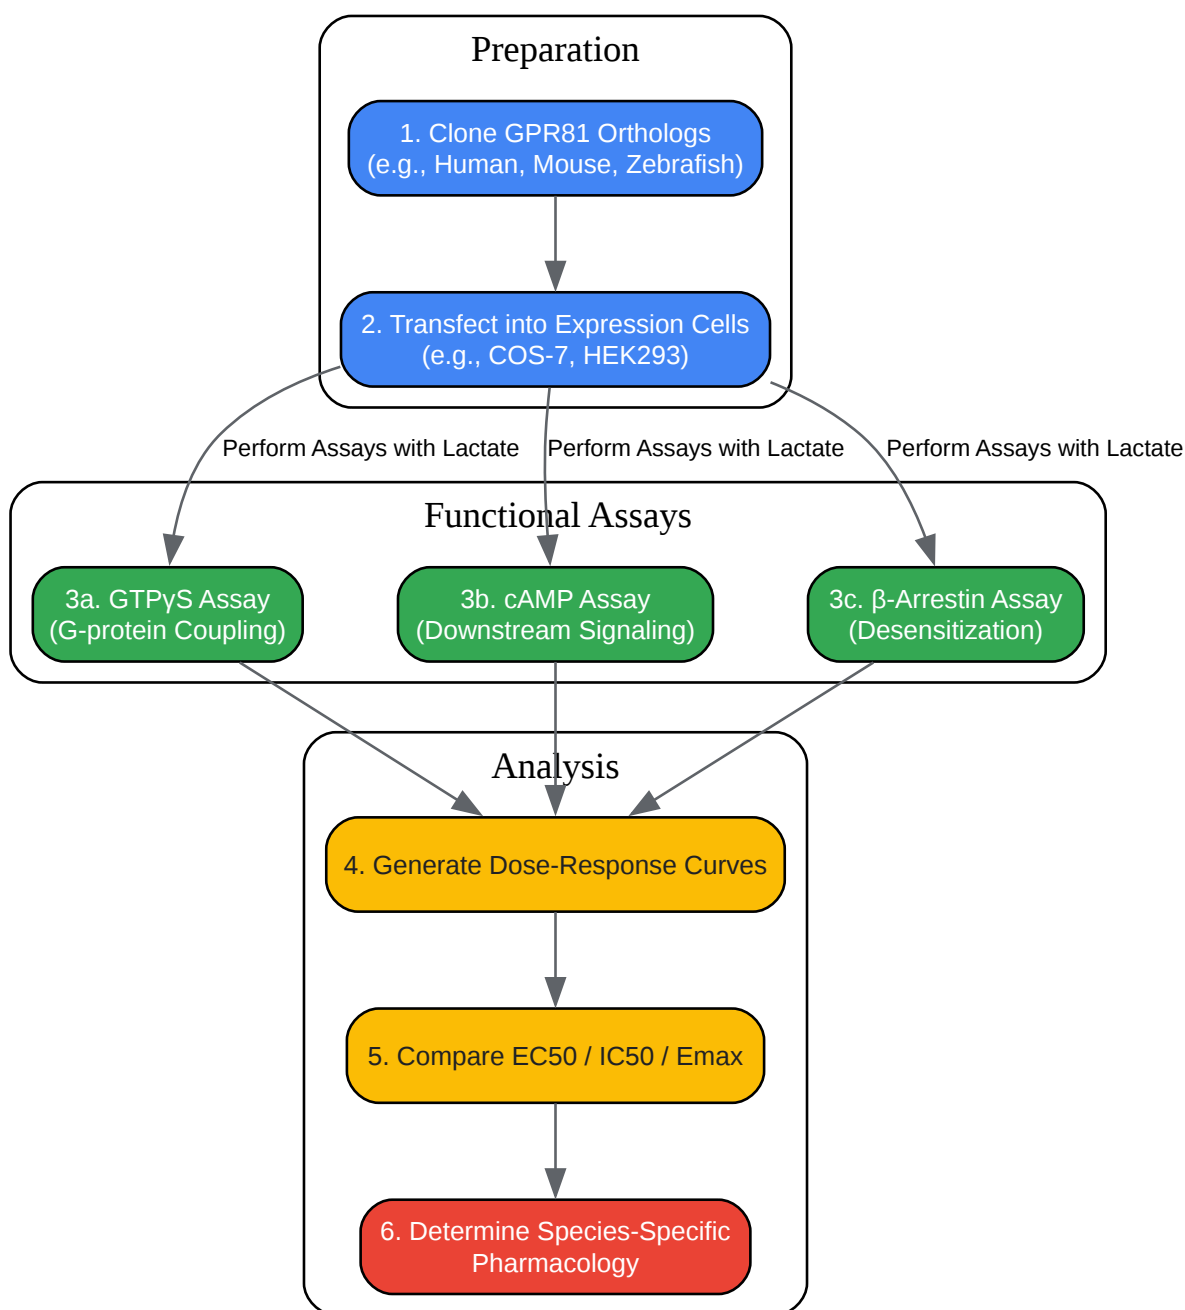 Preparation
1. Clone GPR81 Orthologs
(e.g., Human, Mouse, Zebrafish)
2. Transfect into Expression Cells
(e.g., COS-7, HEK293)
Perform Assays with Lactate
Perform Assays with Lactate
Perform Assays with Lactate
Functional Assays
3a. GTPγS Assay
(G-protein Coupling)
3b. cAMP Assay
(Downstream Signaling)
3c. β-Arrestin Assay
(Desensitization)
Analysis
4. Generate Dose-Response Curves
5. Compare EC50 / IC50 / Emax
6. Determine Species-Specific
Pharmacology